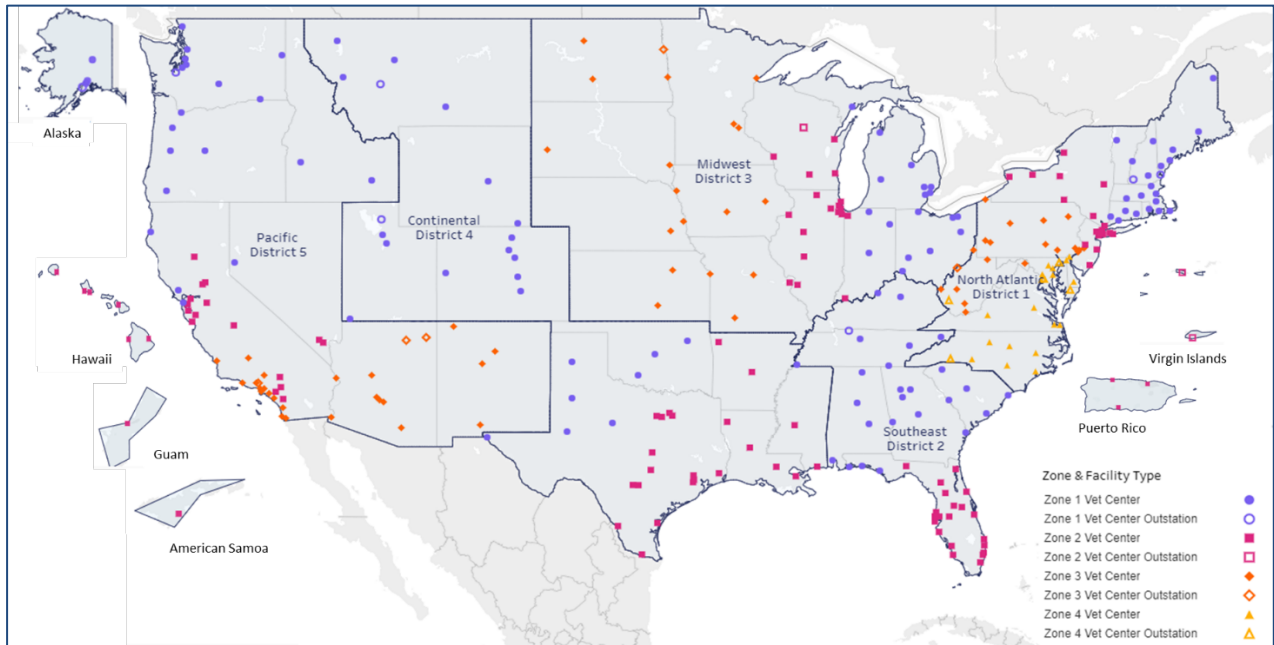 Alaska
Midwest
District 3
Continental
District 4
Pacific
District 5
North Atlantic
District 1
Hawaii
Virgin Islands
Puerto Rico
Guam
Southeast
District 2
American Samoa
Zone & Facility Type
Zone 1 Vet Center
Zone 1 Vet Center Outstation
Zone 2 Vet Center
Zone 2 Vet Center Outstation
Zone 3 Vet Center
Zone 3 Vet Center Outstation
Zone 4 Vet Center
Zone 4 Vet Center Outstation